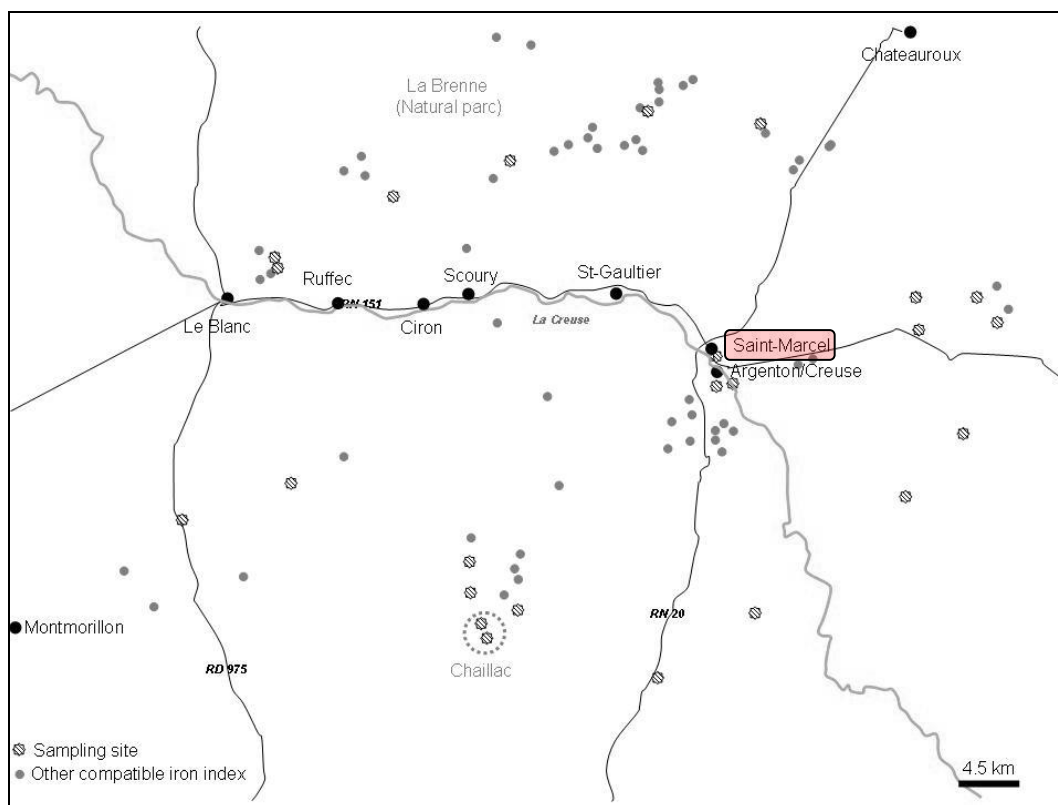 Chateauroux
La Brenne
(Natural parc)
Ruffec
Scoury
St-Gaultier
RN 151
Le Blanc
Ciron
La Creuse
Saint-Marcel
Argenton/Creuse
Montmorillon
RN 20
RD 975
Chaillac
Sampling site
Other compatible iron index
4.5 km